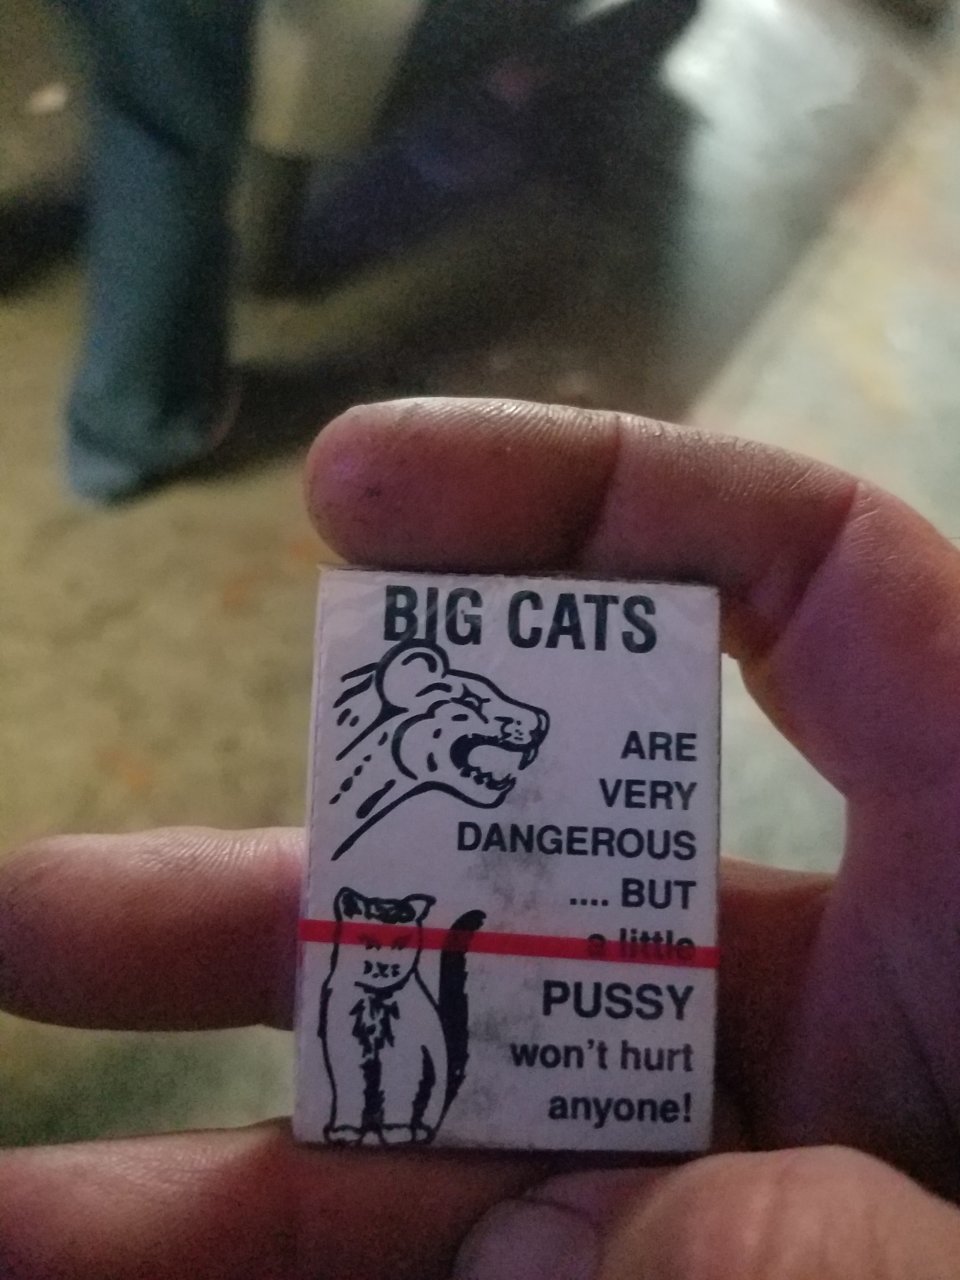 BIG CATS
ARE
VERY
DANGEROUS
.... BUT
a little
PUSSY
won't hurt
anyone!